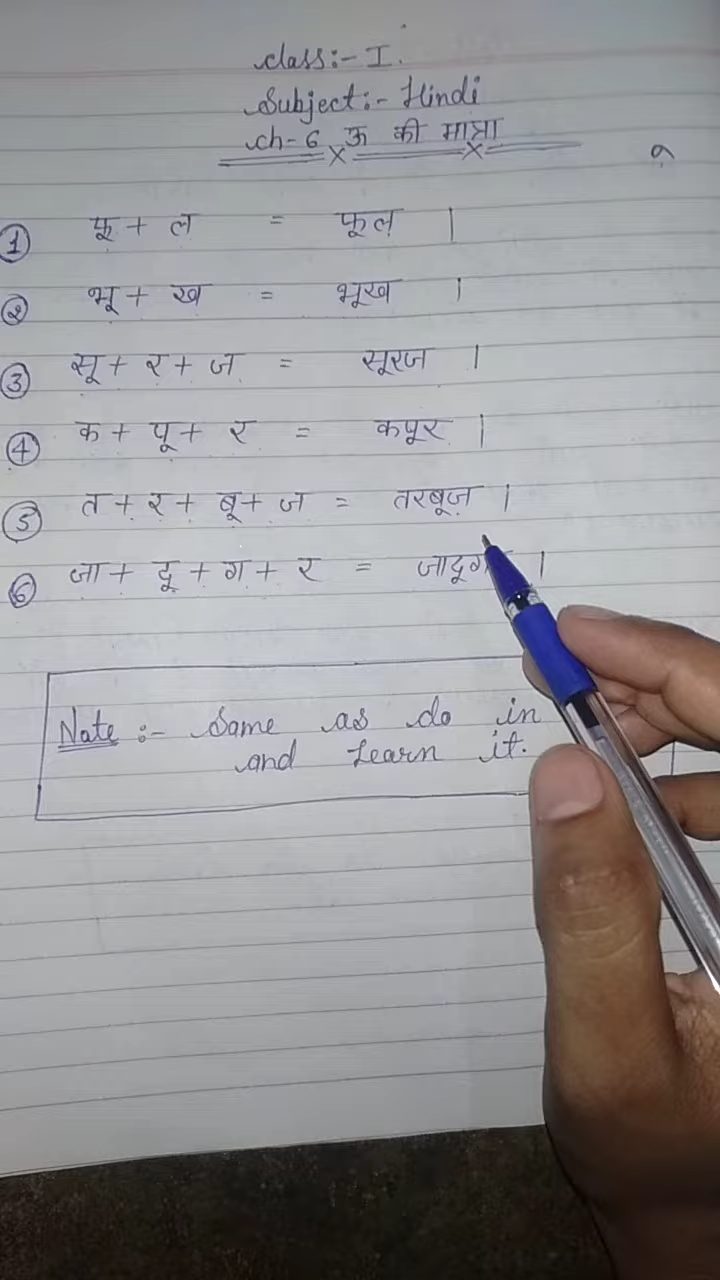 Class:- I.
Subject:- Hindi
Ch-6 ऊ की मात्रा
① फू + ल = फूल |
② भू + ख = भूख |
③ सू + र + ज = सूरज |
④ क + पू + र = कपूर |
⑤ त + र + बू + ज = तरबूज |
⑥ जा + दू + ग + र = जादूग |
Nate :- Same as do in
and Learn it.